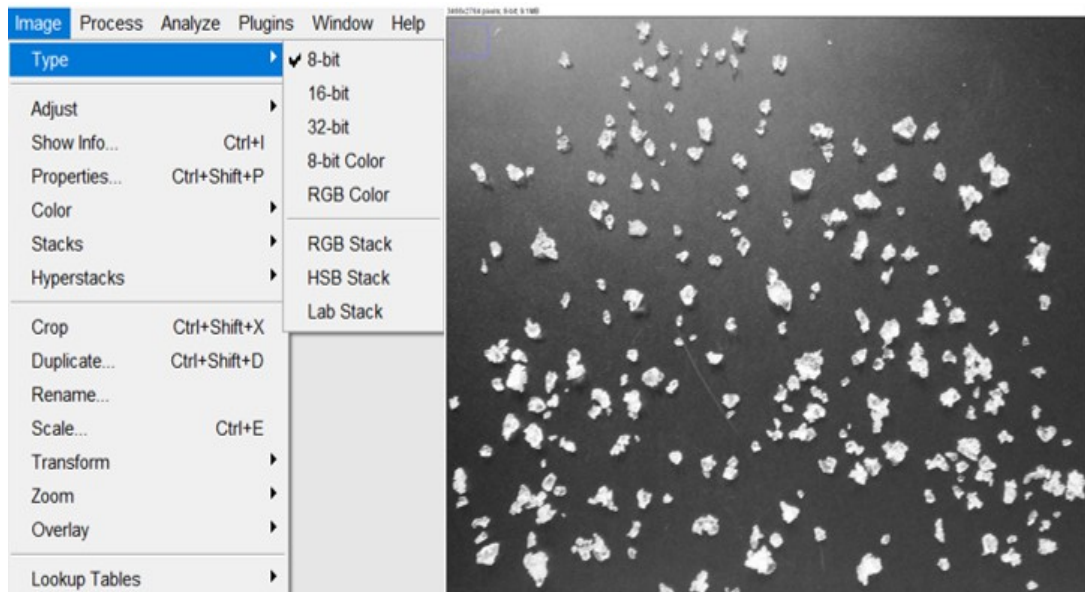 Image Process Analyze Plugins Window Help
Type
Adjust
Show Info... Ctrl+I
Properties... Ctrl+Shift+P
Color
Stacks
Hyperstacks
Crop Ctrl+Shift+X
Duplicate... Ctrl+Shift+D
Rename...
Scale... Ctrl+E
Transform
Zoom
Overlay
Lookup Tables
8-bit
16-bit
32-bit
8-bit Color
RGB Color
RGB Stack
HSB Stack
Lab Stack